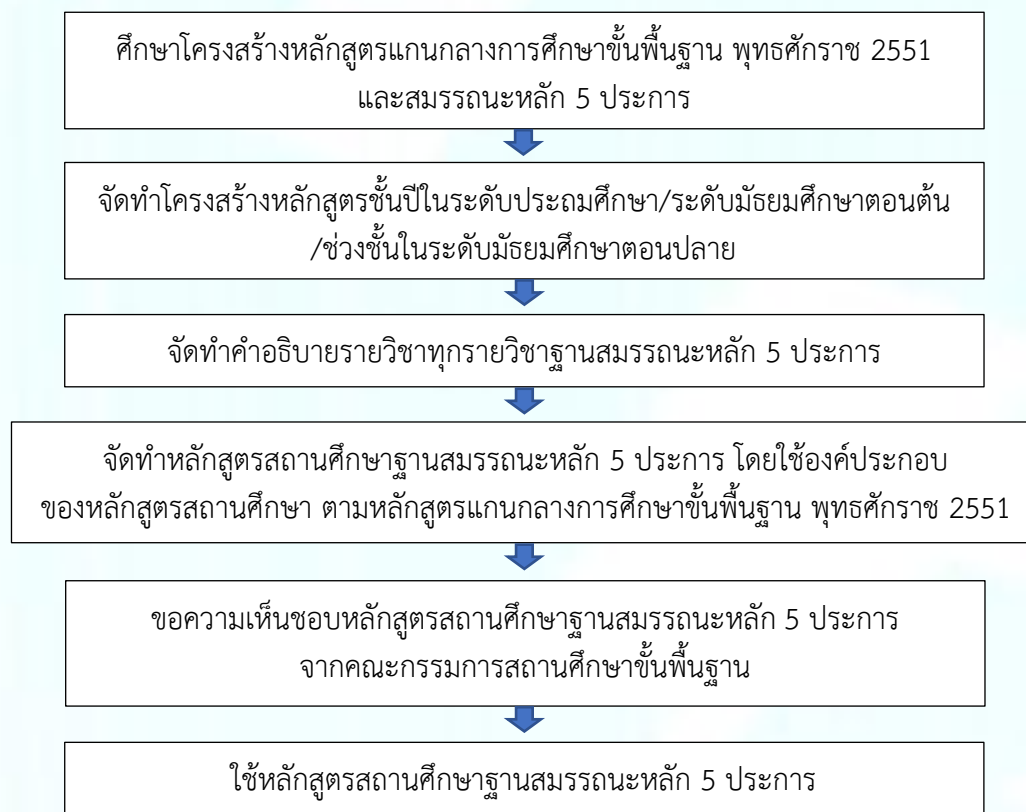 ศึกษาโครงสร้างหลักสูตรแกนกลางการศึกษาขั้นพื้นฐาน พุทธศักราช 2551
และสมรรถนะหลัก 5 ประการ
จัดทำโครงสร้างหลักสูตรชั้นปีในระดับประถมศึกษา/ระดับมัธยมศึกษาตอนต้น
/ช่วงชั้นในระดับมัธยมศึกษาตอนปลาย
จัดทำคำอธิบายรายวิชาทุกรายวิชาฐานสมรรถนะหลัก 5 ประการ
จัดทำหลักสูตรสถานศึกษาฐานสมรรถนะหลัก 5 ประการ โดยใช้องค์ประกอบ
ของหลักสูตรสถานศึกษา ตามหลักสูตรแกนกลางการศึกษาขั้นพื้นฐาน พุทธศักราช 2551
ขอความเห็นชอบหลักสูตรสถานศึกษาฐานสมรรถนะหลัก 5 ประการ
จากคณะกรรมการสถานศึกษาขั้นพื้นฐาน
ใช้หลักสูตรสถานศึกษาฐานสมรรถนะหลัก 5 ประการ